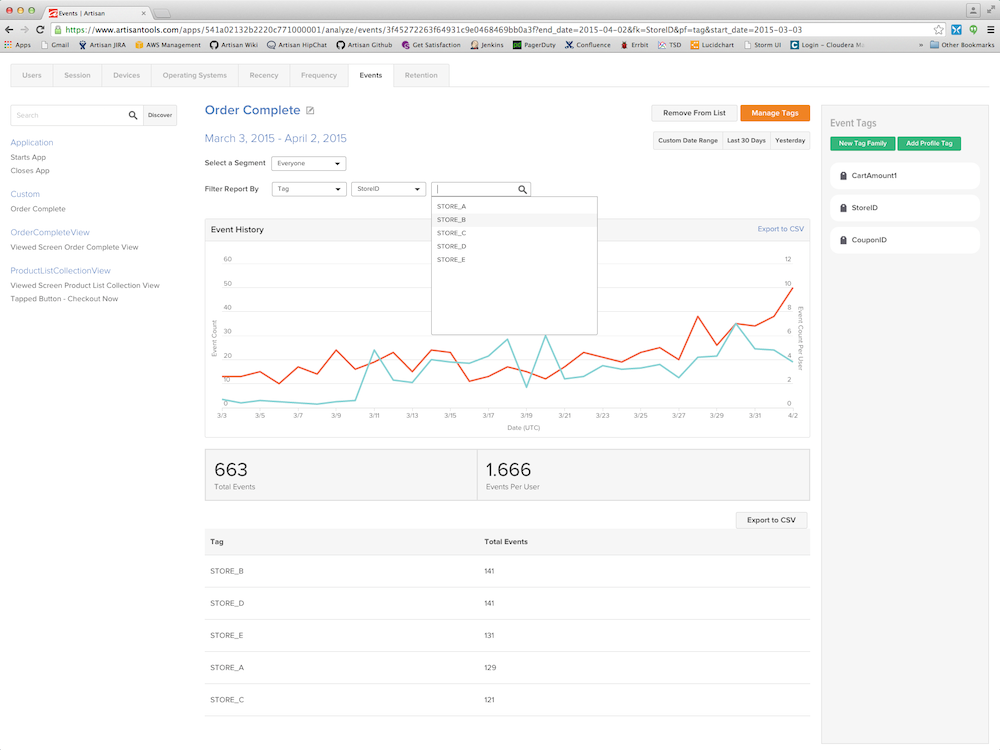 Events | Artisan
https://www.artisantools.com/apps/541a02132b2220c771000001/analyze/events/3f45272263f64931c9e0468469bb0a3f?end_date=2015-04-02&fk=StoreID&pf=tag&start_date=2015-03-03
Apps Gmail Artisan JIRA AWS Management Artisan Wiki Artisan HipChat Artisan Github Get Satisfaction Jenkins PagerDuty Confluence Errbit TSD Lucidchart Storm UI Login – Cloudera M » Other Bookmarks
Users Session Devices Operating Systems Recency Frequency Events Retention
Search Discover
Application
Starts App
Closes App
Custom
Order Complete
OrderCompleteView
Viewed Screen Order Complete View
ProductListCollectionView
Viewed Screen Product List Collection View
Tapped Button - Checkout Now
Order Complete
Remove From List Manage Tags
March 3, 2015 - April 2, 2015
Custom Date Range Last 30 Days Yesterday
Select a Segment Everyone
Filter Report By Tag StoreID
STORE_A
STORE_B
STORE_C
STORE_D
STORE_E
Event History Export to CSV
60 12
50 10
40 8
30 6
20 4
10 2
0 0
Event Count
Event Count Per User
3/3 3/5 3/7 3/9 3/11 3/13 3/15 3/17 3/19 3/21 3/23 3/25 3/27 3/29 3/31 4/2
Date (UTC)
663 1.666
Total Events Events Per User
Export to CSV
Tag Total Events
STORE_B 141
STORE_D 141
STORE_E 131
STORE_A 129
STORE_C 121
Event Tags
New Tag Family Add Profile Tag
CartAmount1
StoreID
CouponID